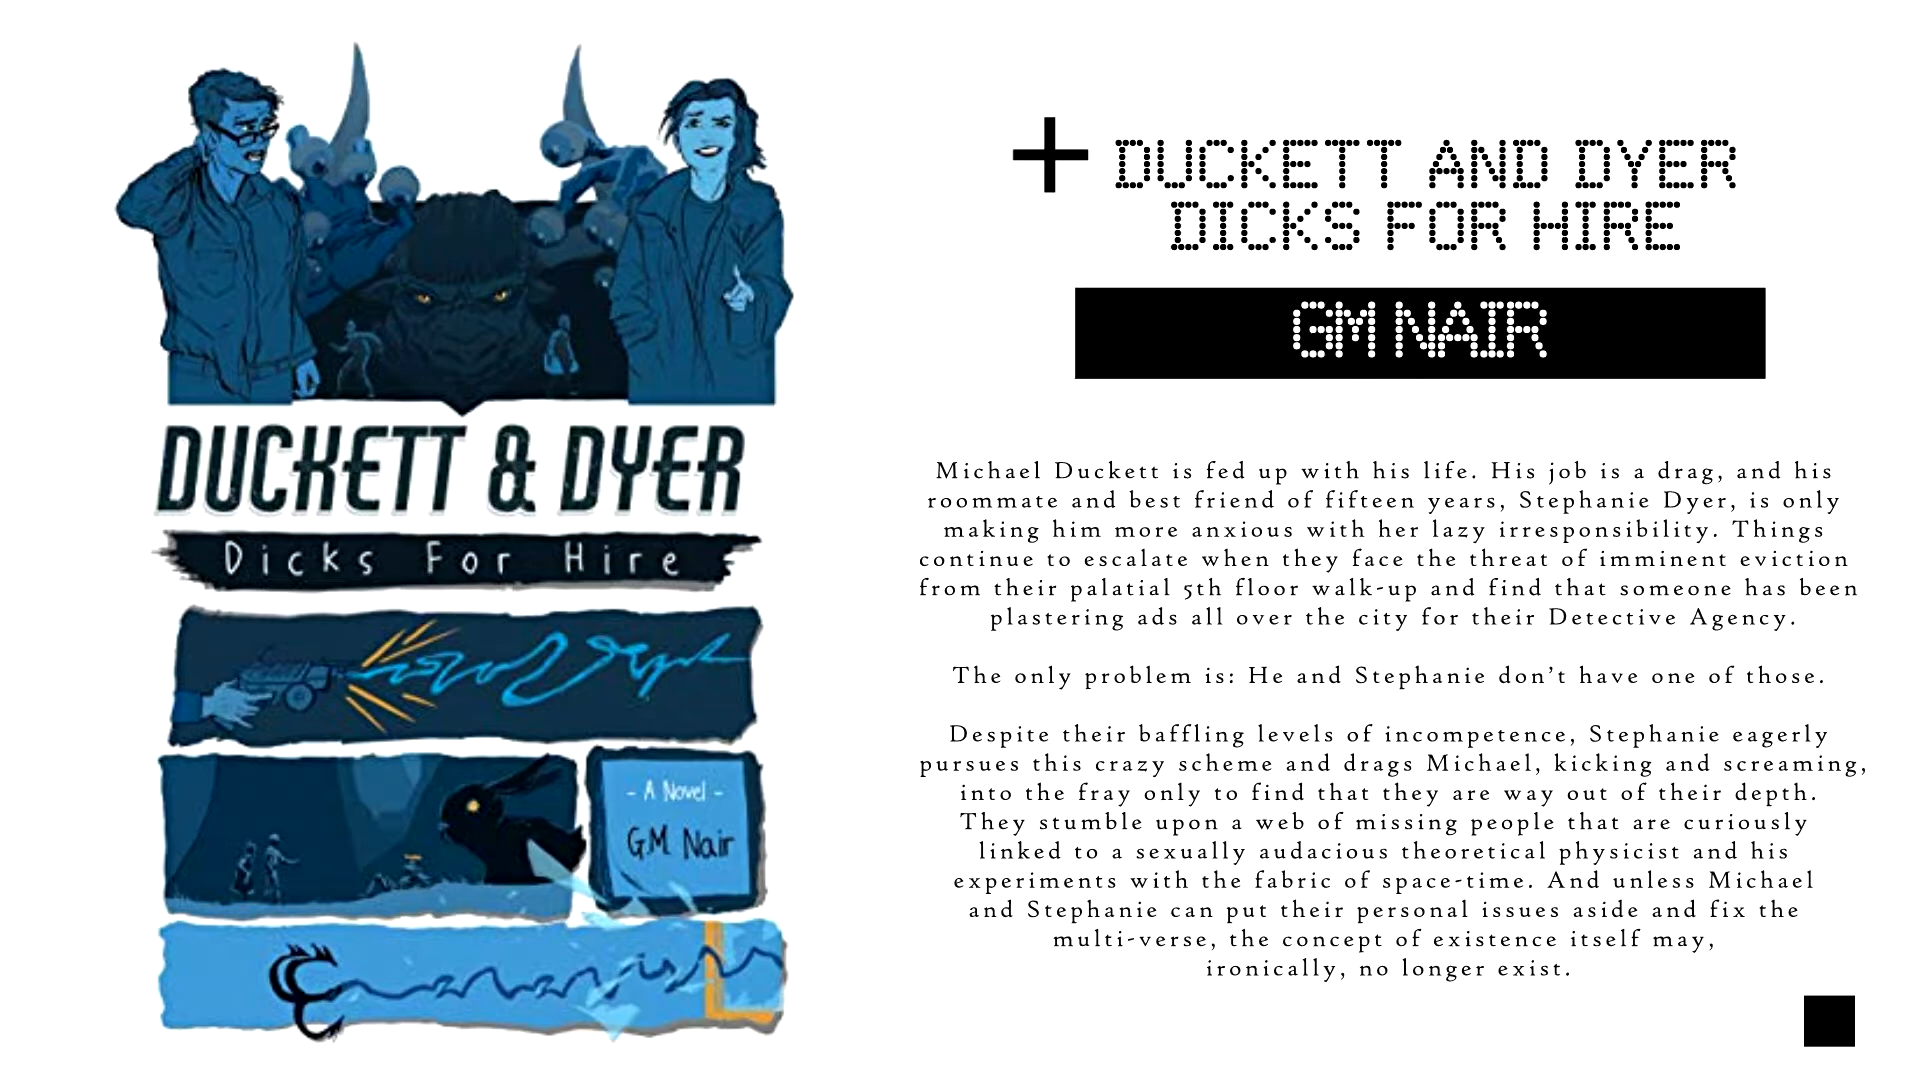 DUCKETT & DYER
Dicks For Hire
- A Novel -
G.M Nair
+ DUCKETT AND DYER
DICKS FOR HIRE
GM NAIR
Michael Duckett is fed up with his life. His job is a drag, and his
roommate and best friend of fifteen years, Stephanie Dyer, is only
making him more anxious with her lazy irresponsibility. Things
continue to escalate when they face the threat of imminent eviction
from their palatial 5th floor walk-up and find that someone has been
plastering ads all over the city for their Detective Agency.
The only problem is: He and Stephanie don’t have one of those.
Despite their baffling levels of incompetence, Stephanie eagerly
pursues this crazy scheme and drags Michael, kicking and screaming,
into the fray only to find that they are way out of their depth.
They stumble upon a web of missing people that are curiously
linked to a sexually audacious theoretical physicist and his
experiments with the fabric of space-time. And unless Michael
and Stephanie can put their personal issues aside and fix the
multi-verse, the concept of existence itself may,
ironically, no longer exist.